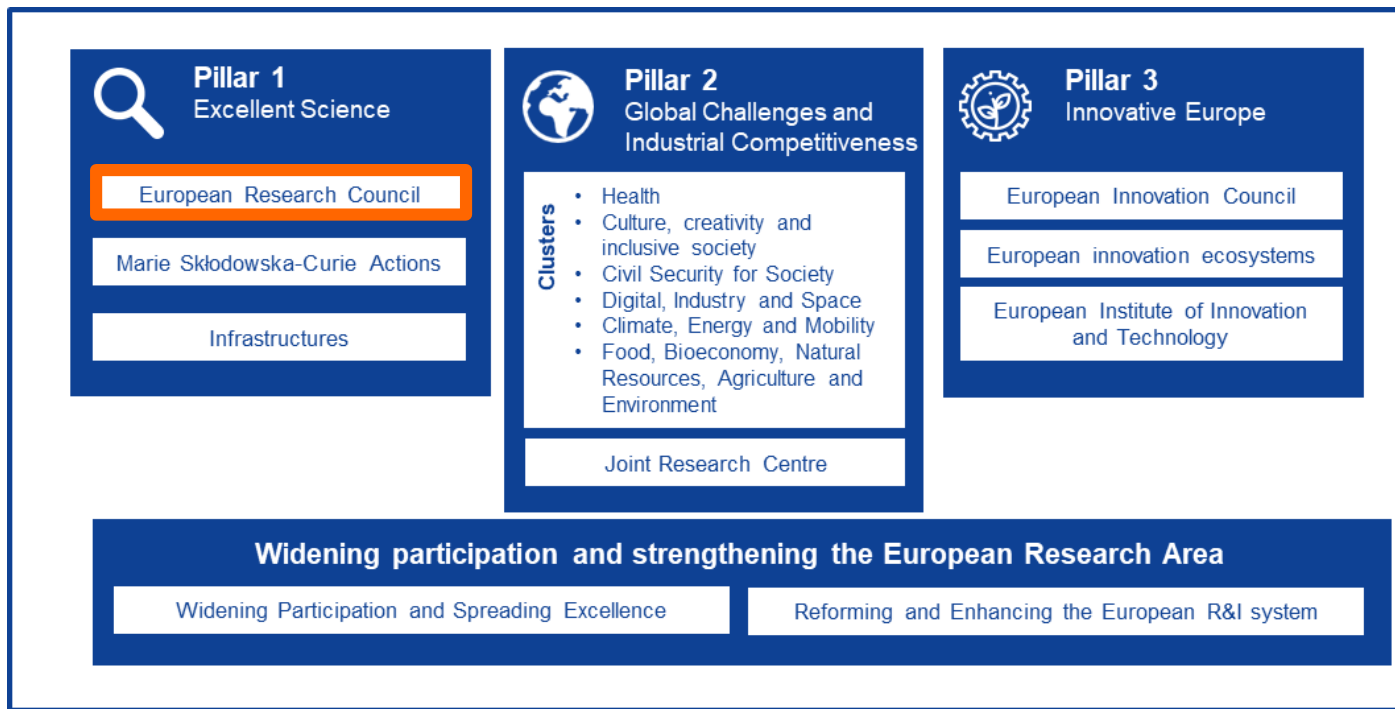 Pillar 1
Excellent Science
European Research Council
Marie Skłodowska-Curie Actions
Infrastructures
Pillar 2
Global Challenges and
Industrial Competitiveness
Clusters
• Health
• Culture, creativity and
inclusive society
• Civil Security for Society
• Digital, Industry and Space
• Climate, Energy and Mobility
• Food, Bioeconomy, Natural
Resources, Agriculture and
Environment
Joint Research Centre
Pillar 3
Innovative Europe
European Innovation Council
European innovation ecosystems
European Institute of Innovation
and Technology
Widening participation and strengthening the European Research Area
Widening Participation and Spreading Excellence
Reforming and Enhancing the European R&I system